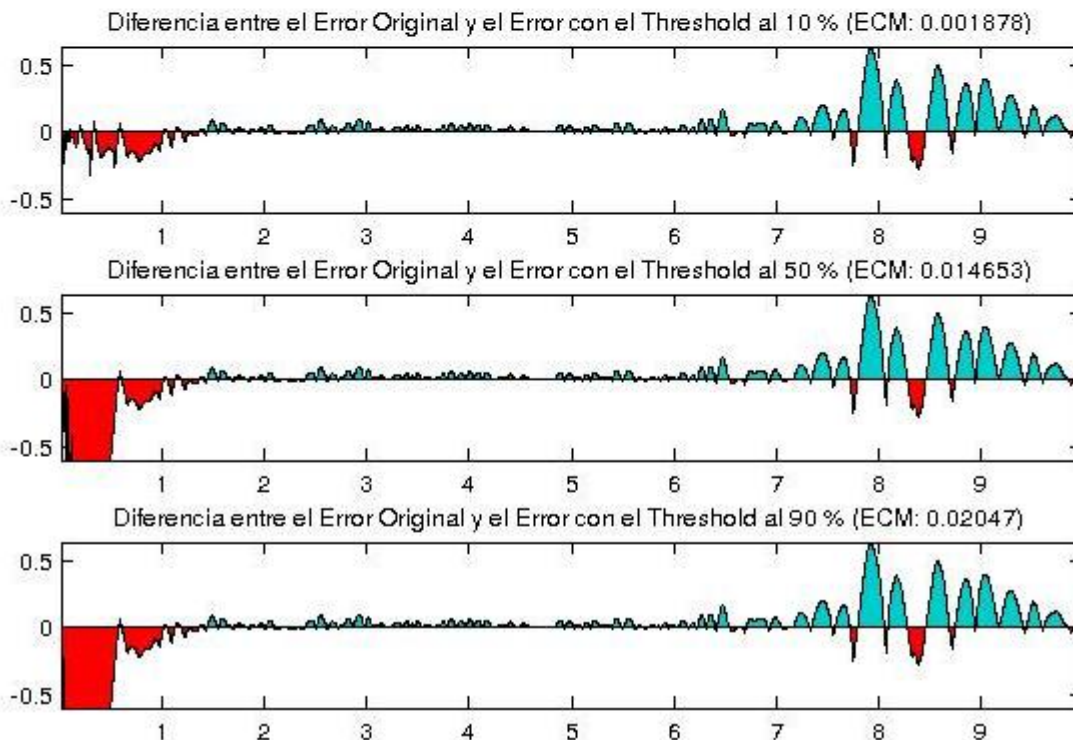 Diferencia entre el Error Original y el Error con el Threshold al 10 % (ECM: 0.001878)
0.5
0
-0.5
1 2 3 4 5 6 7 8 9
Diferencia entre el Error Original y el Error con el Threshold al 50 % (ECM: 0.014653)
0.5
0
-0.5
1 2 3 4 5 6 7 8 9
Diferencia entre el Error Original y el Error con el Threshold al 90 % (ECM: 0.02047)
0.5
0
-0.5
1 2 3 4 5 6 7 8 9